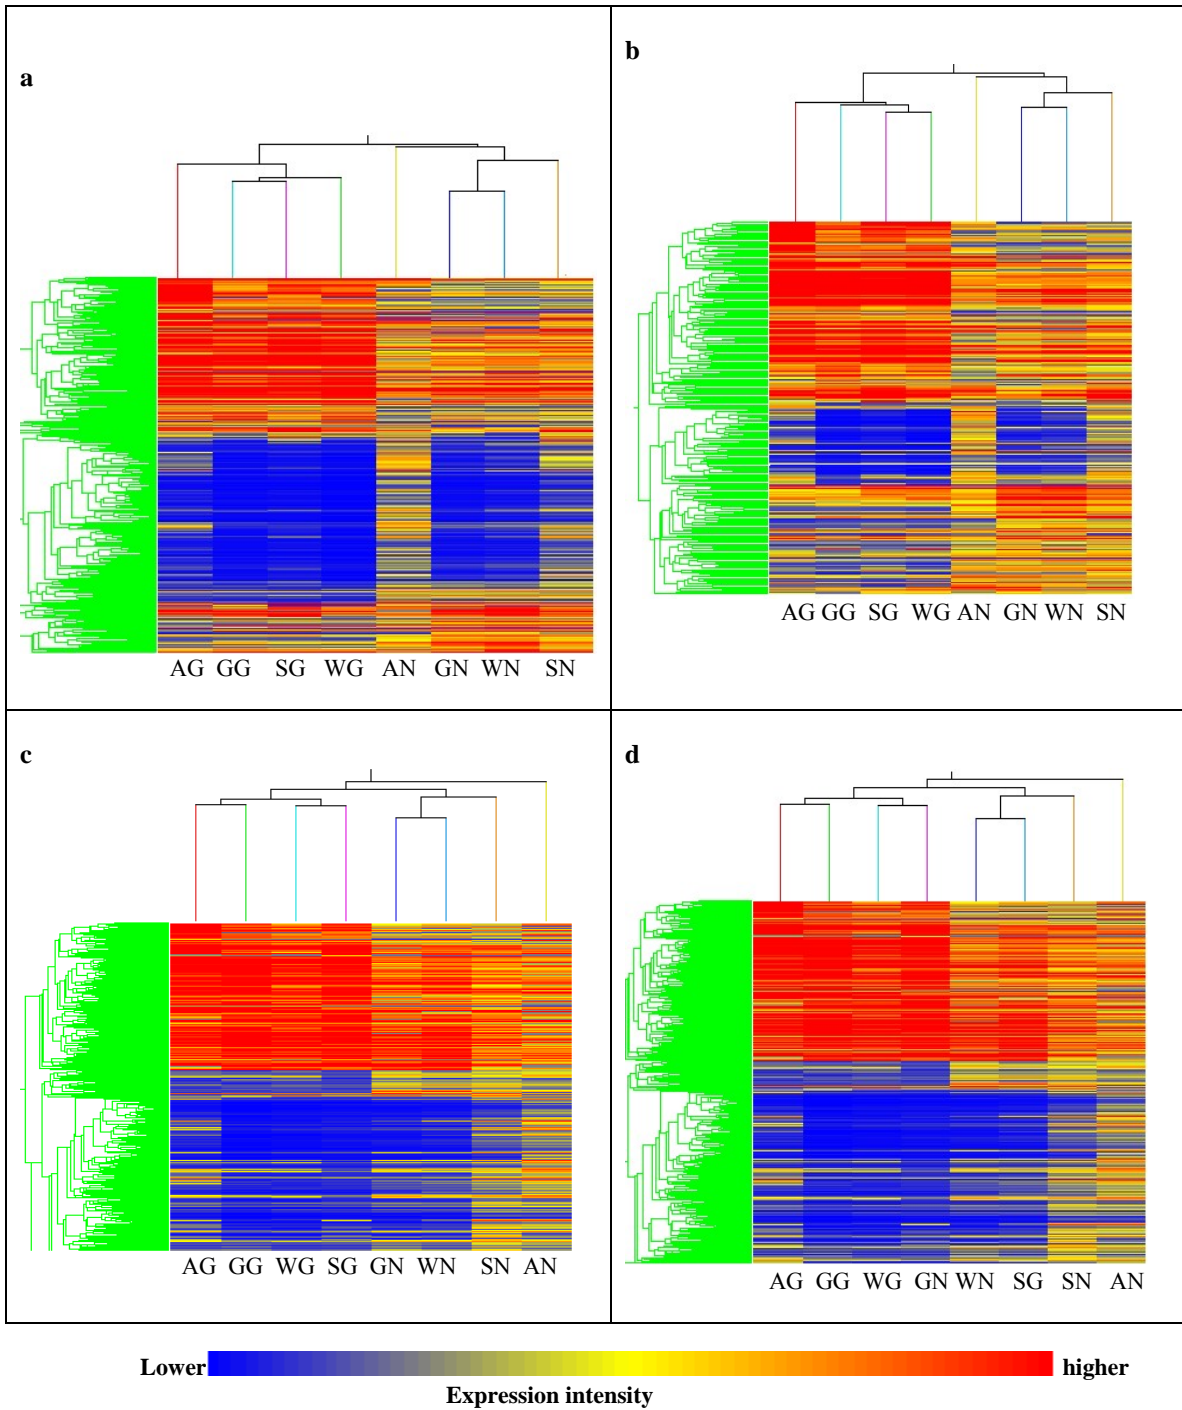 a
AG GG SG WG AN GN WN SN
b
AG GG SG WG AN GN WN SN
c
AG GG WG SG GN WN SN AN
d
AG GG WG GN WN SG SN AN
Lower higher
Expression intensity